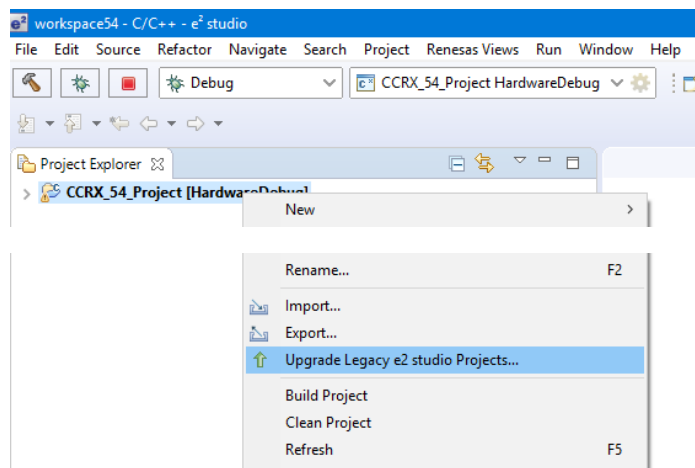 e² workspace54 - C/C++ - e² studio
File Edit Source Refactor Navigate Search Project Renesas Views Run Window Help
Debug CCRX_54_Project HardwareDebug
Project Explorer
CCRX_54_Project [HardwareDebug]
New
Rename... F2
Import...
Export...
Upgrade Legacy e2 studio Projects...
Build Project
Clean Project
Refresh F5